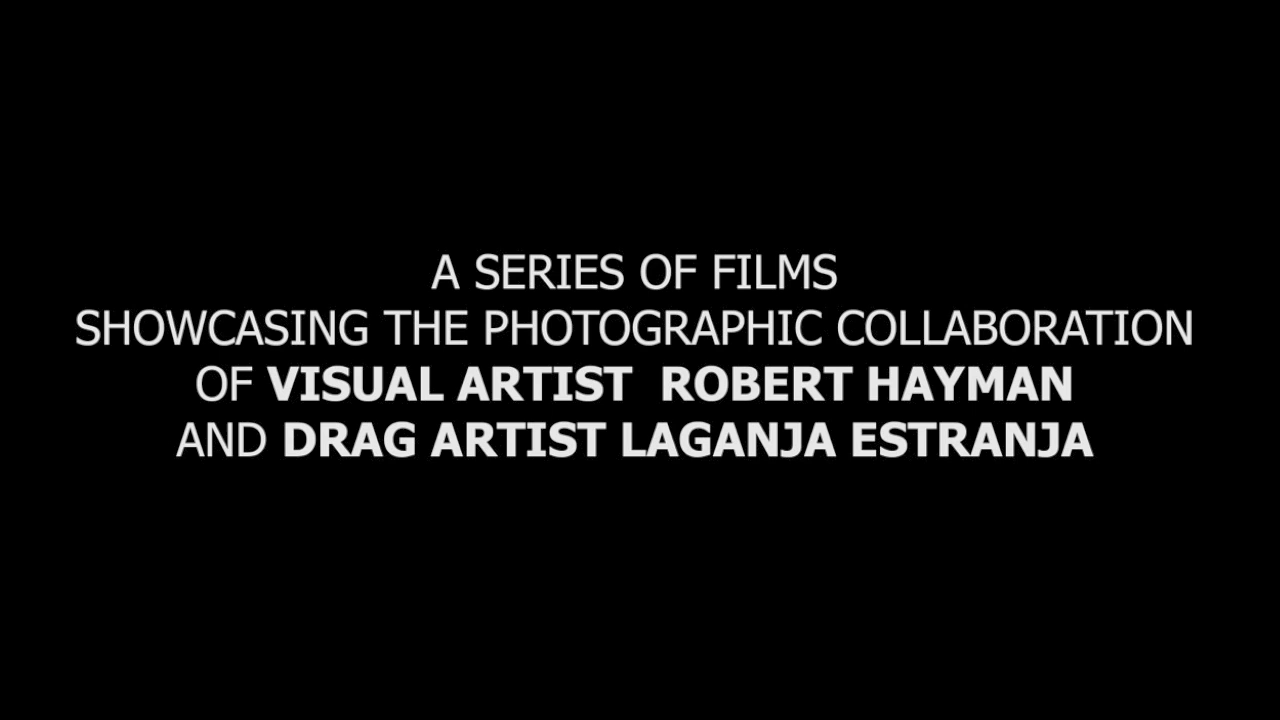 A SERIES OF FILMS
SHOWCASING THE PHOTOGRAPHIC COLLABORATION
OF VISUAL ARTIST  ROBERT HAYMAN
AND DRAG ARTIST LAGANJA ESTRANJA